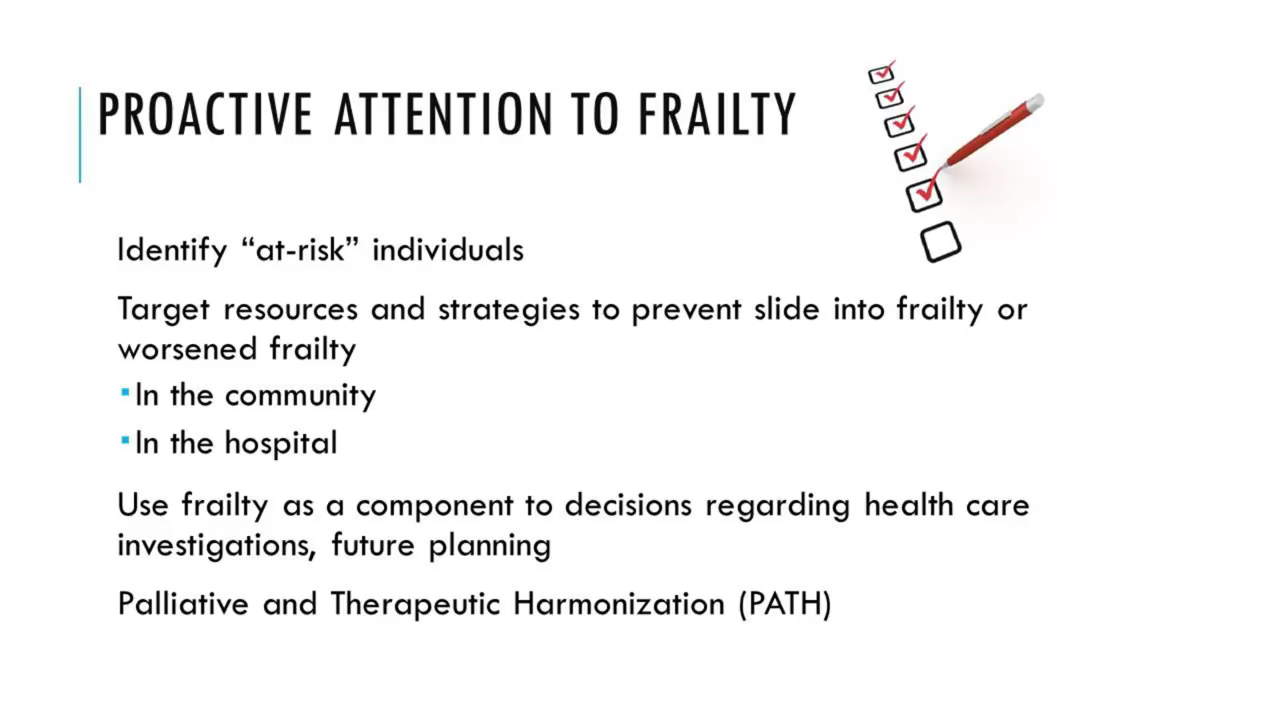 PROACTIVE ATTENTION TO FRAILTY
Identify “at-risk” individuals
Target resources and strategies to prevent slide into frailty or
worsened frailty
▪In the community
▪In the hospital
Use frailty as a component to decisions regarding health care
investigations, future planning
Palliative and Therapeutic Harmonization (PATH)